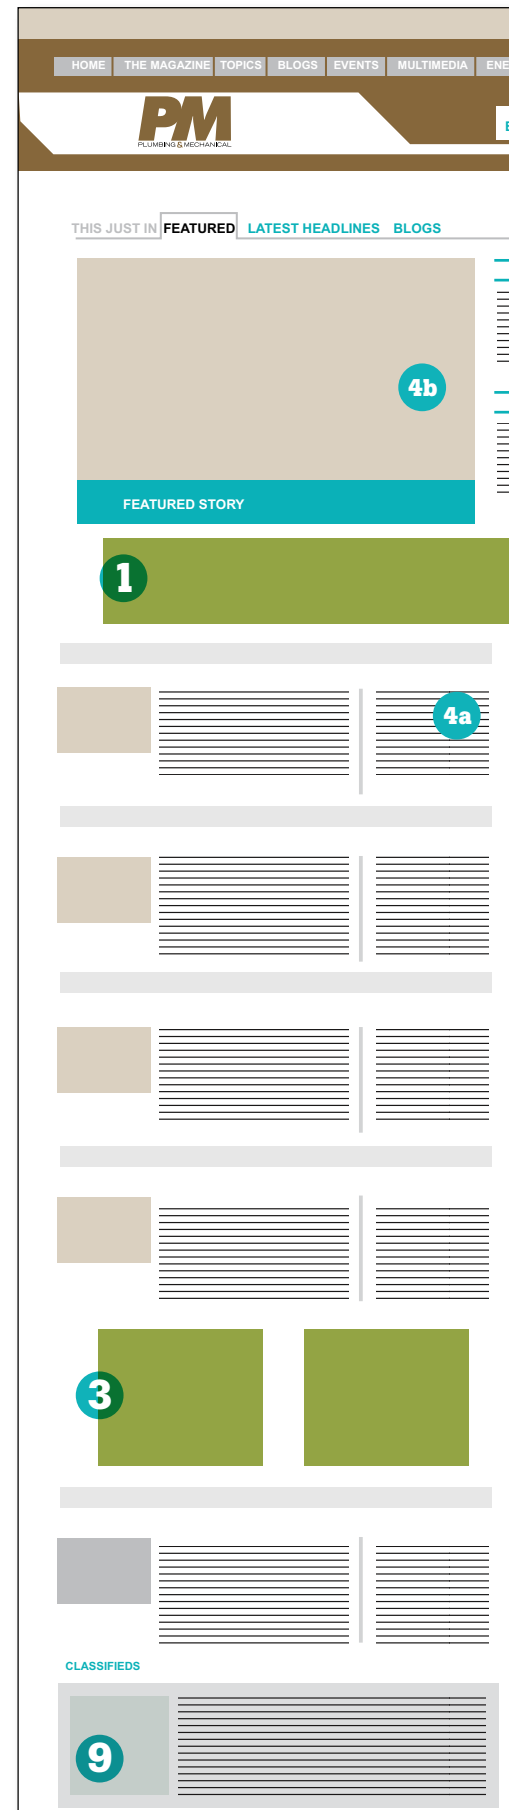 HOME THE MAGAZINE TOPICS BLOGS EVENTS MULTIMEDIA
PM
PLUMBING & MECHANICAL
THIS JUST IN FEATURED LATEST HEADLINES BLOGS
4b
FEATURED STORY
1
4a
3
CLASSIFIEDS
9